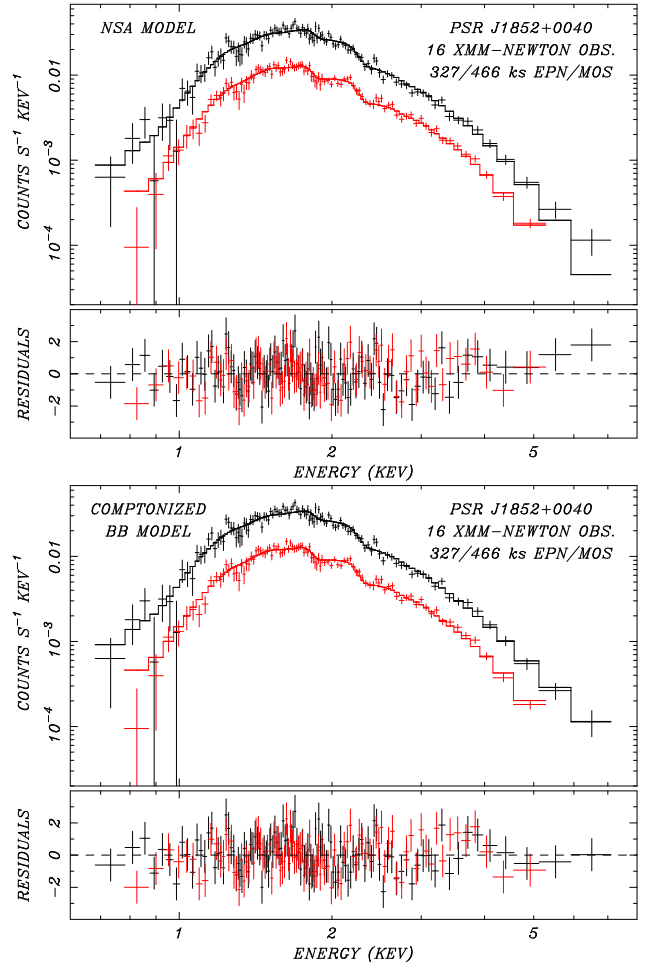 NSA MODEL
PSR J1852+0040
16 XMM-NEWTON OBS.
327/466 ks EPN/MOS
COUNTS S⁻¹ KEV⁻¹
0.01
10⁻³
10⁻⁴
RESIDUALS
2
0
-2
1
2
5
ENERGY (KEV)
COMPTONIZED
BB MODEL
PSR J1852+0040
16 XMM-NEWTON OBS.
327/466 ks EPN/MOS
COUNTS S⁻¹ KEV⁻¹
0.01
10⁻³
10⁻⁴
RESIDUALS
2
0
-2
1
2
5
ENERGY (KEV)